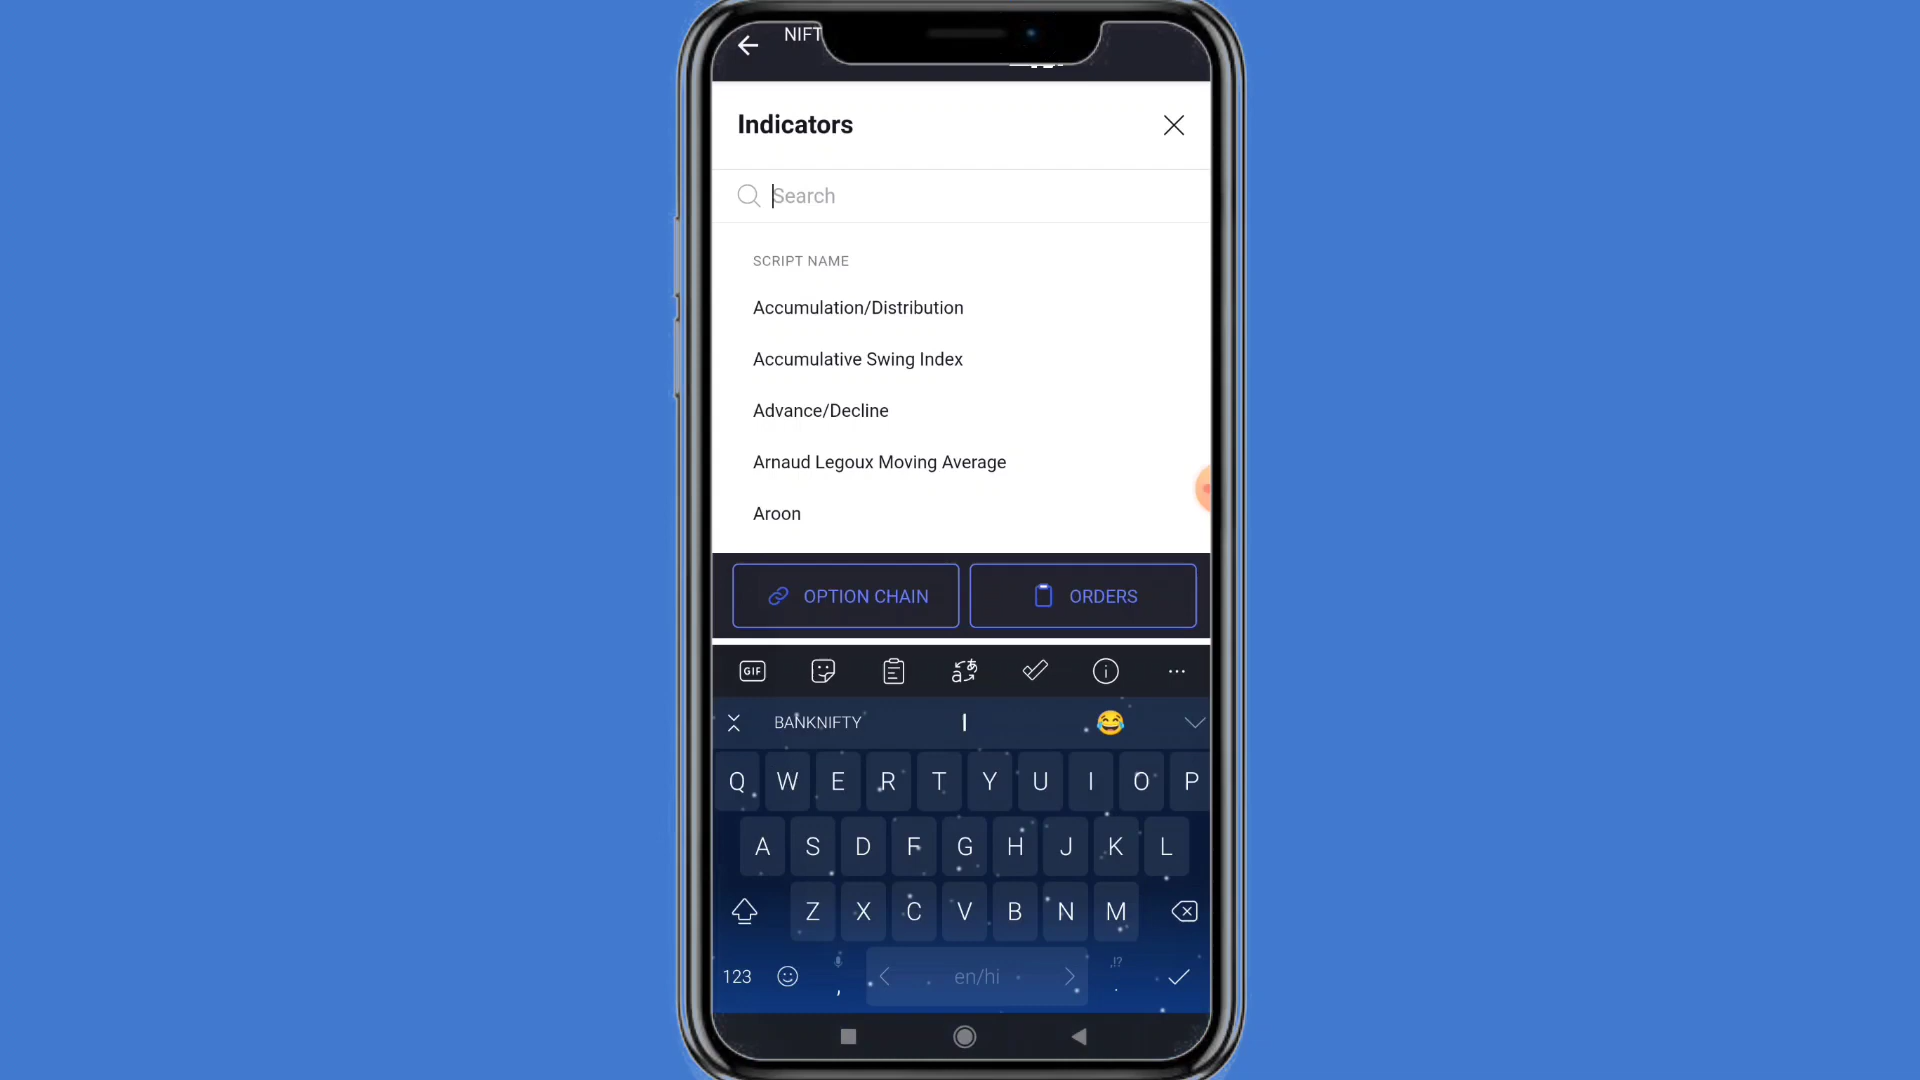 NIFT
Indicators
Search
SCRIPT NAME
Accumulation/Distribution
Accumulative Swing Index
Advance/Decline
Arnaud Legoux Moving Average
Aroon
OPTION CHAIN
ORDERS
GIF
BANKNIFTY
Q W E R T Y U I O P
A S D F G H J K L
Z X C V B N M
,!?
123 , en/hi .